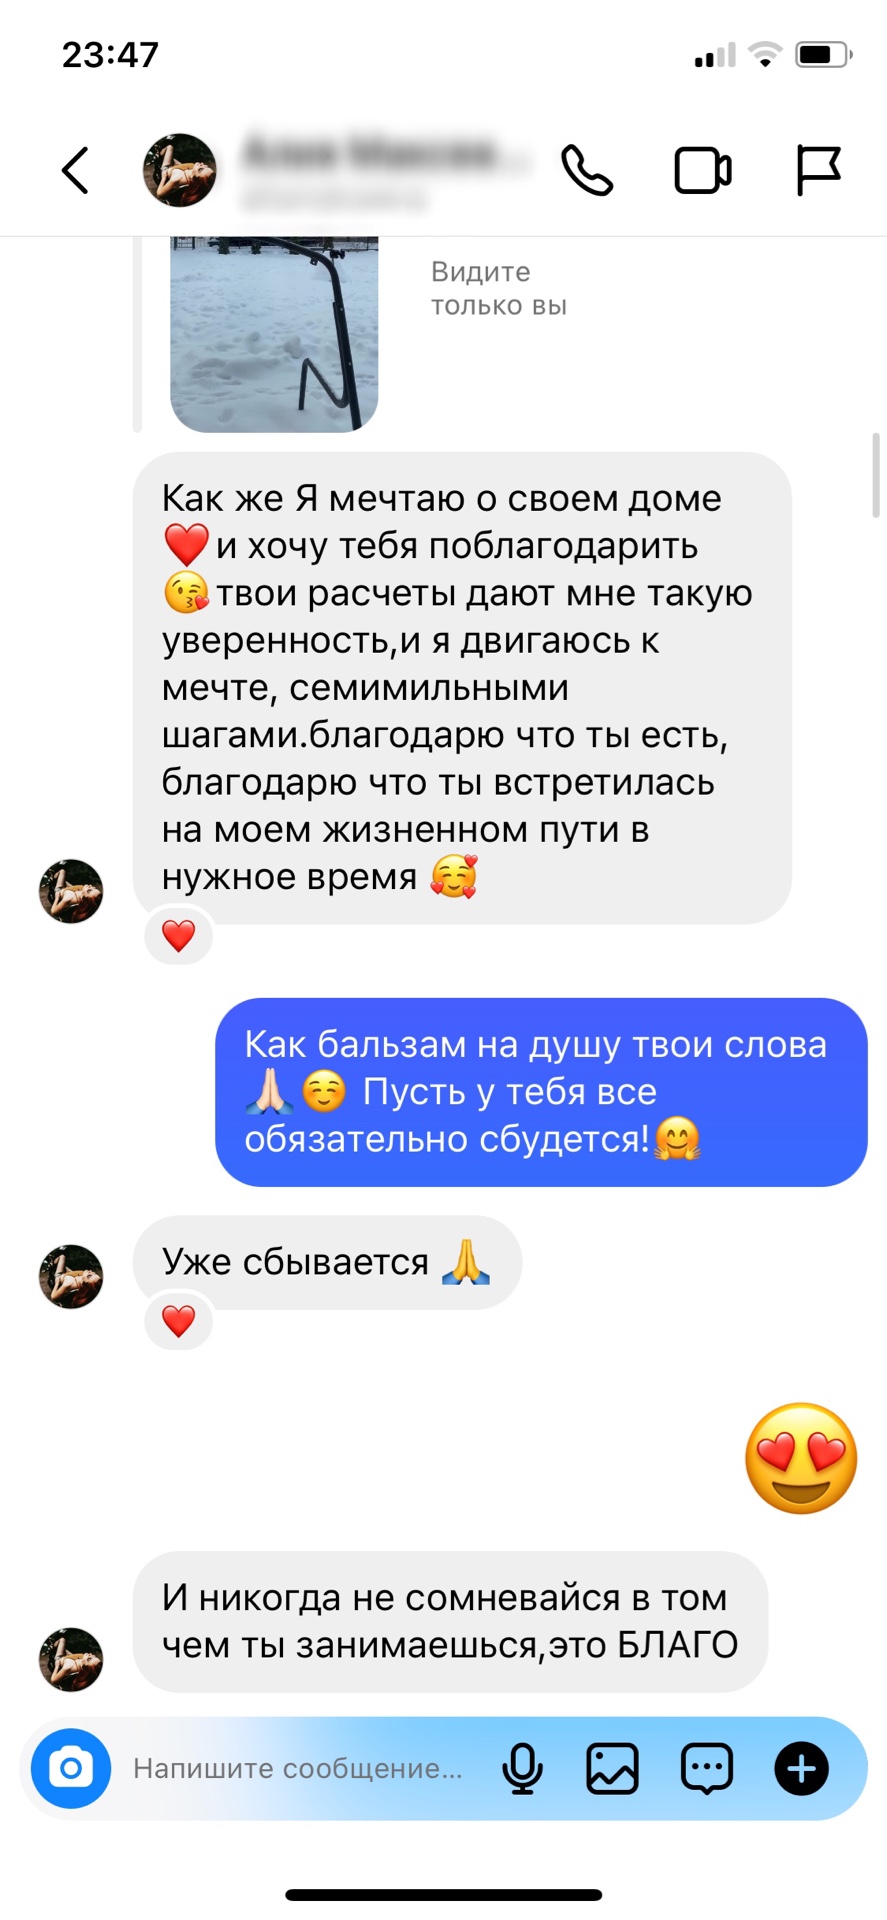 23:47
Видите
только вы
Как же Я мечтаю о своем доме
❤️и хочу тебя поблагодарить
😘твои расчеты дают мне такую
уверенность,и я двигаюсь к
мечте, семимильными
шагами.благодарю что ты есть,
благодарю что ты встретилась
на моем жизненном пути в
нужное время 🥰
❤️
Как бальзам на душу твои слова
🙏🏻☺️ Пусть у тебя все
обязательно сбудется!🤗
Уже сбывается 🙏
❤️
😍
И никогда не сомневайся в том
чем ты занимаешься,это БЛАГО
Напишите сообщение...